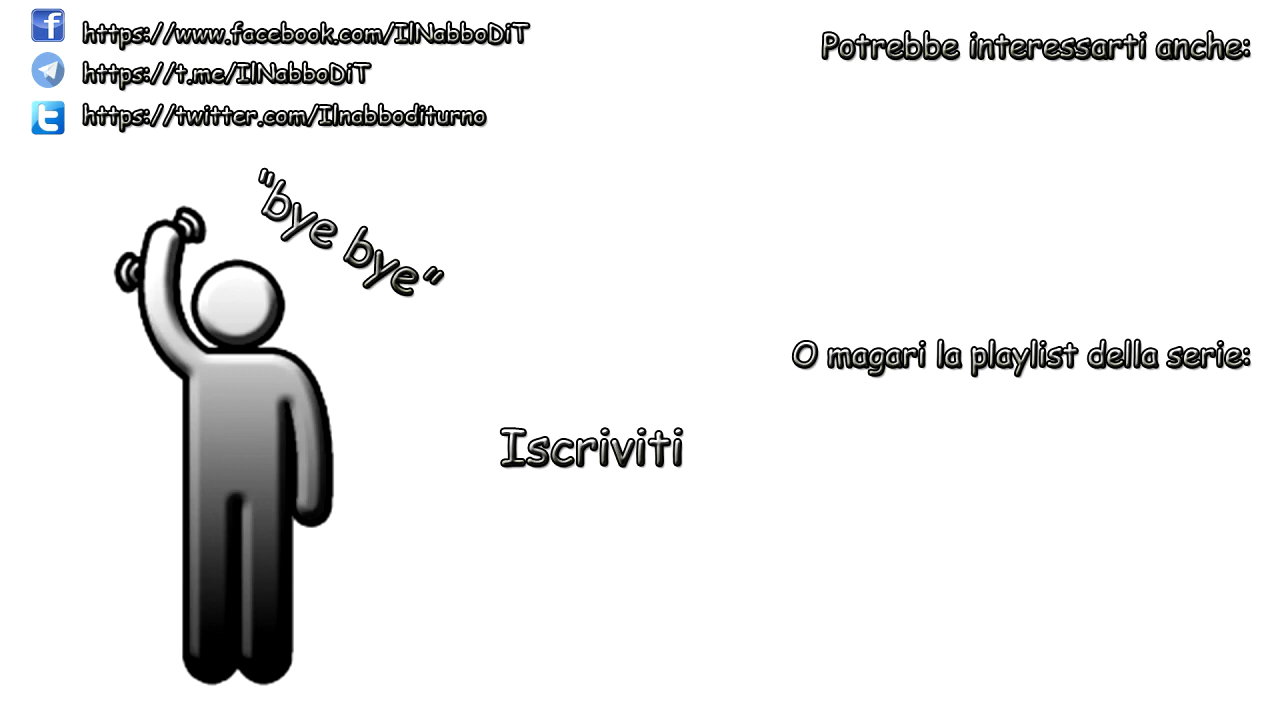 https://www.facebook.com/IlNabboDiT
https://t.me/IlNabboDiT
https://twitter.com/Ilnabboditurno
Potrebbe interessarti anche:
"bye bye"
O magari la playlist della serie:
Iscriviti